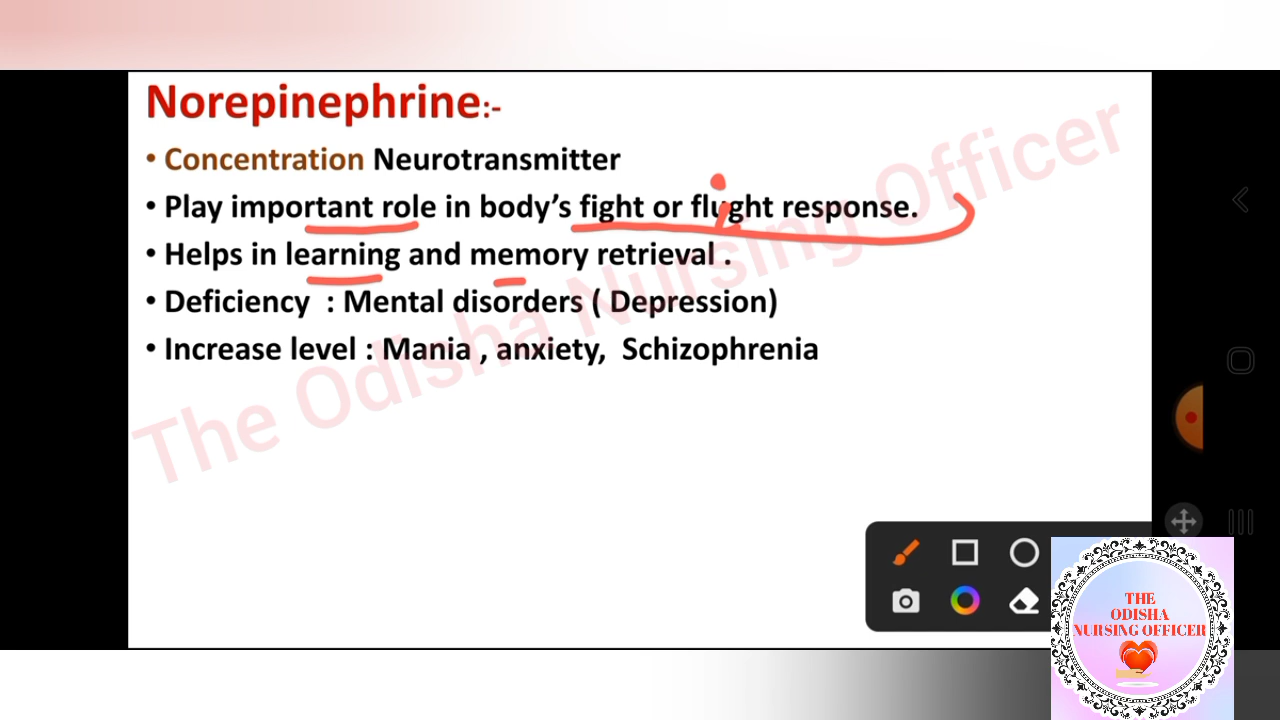 Norepinephrine:-
• Concentration Neurotransmitter
• Play important role in body’s fight or flught response.
i
• Helps in learning and memory retrieval .
• Deficiency : Mental disorders ( Depression)
• Increase level : Mania , anxiety, Schizophrenia
The Odisha Nursing Officer
THE
ODISHA
NURSING OFFICER